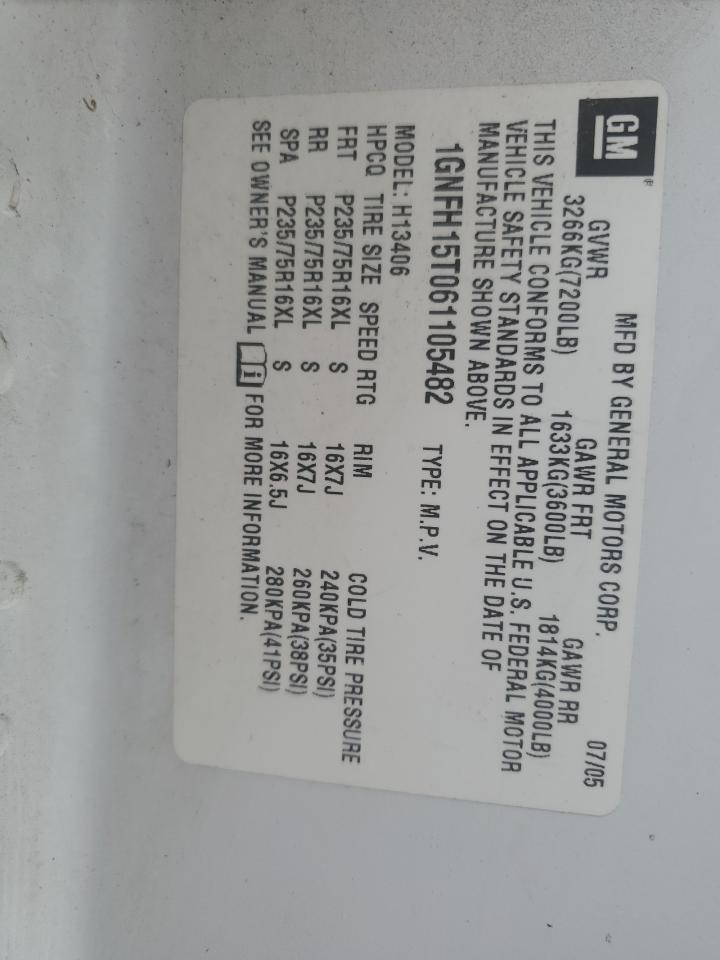 GM®
MFD BY GENERAL MOTORS CORP. 07/05
GVWR GAWR FRT GAWR RR
3266KG(7200LB) 1633KG(3600LB) 1814KG(4000LB)
THIS VEHICLE CONFORMS TO ALL APPLICABLE U.S. FEDERAL MOTOR
VEHICLE SAFETY STANDARDS IN EFFECT ON THE DATE OF
MANUFACTURE SHOWN ABOVE.
1GNFH15T061105482 TYPE: M.P.V.
MODEL: H13406
HPCQ TIRE SIZE SPEED RTG RIM COLD TIRE PRESSURE
FRT P235/75R16XL S 16X7J 240KPA(35PSI)
RR P235/75R16XL S 16X7J 260KPA(38PSI)
SPA P235/75R16XL S 16X6.5J 280KPA(41PSI)
SEE OWNER'S MANUAL i FOR MORE INFORMATION.